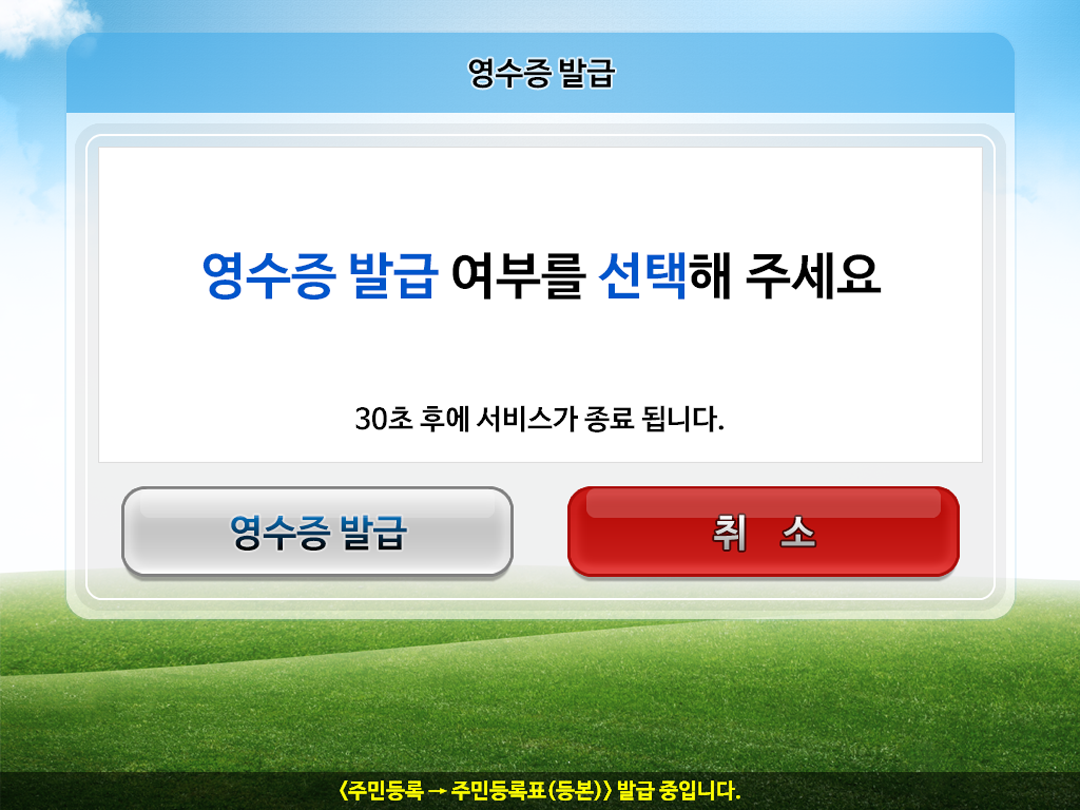 영수증 발급
영수증 발급 여부를 선택해 주세요
30초 후에 서비스가 종료 됩니다.
영수증 발급
취 소
<주민등록 → 주민등록표(등본)> 발급 중입니다.